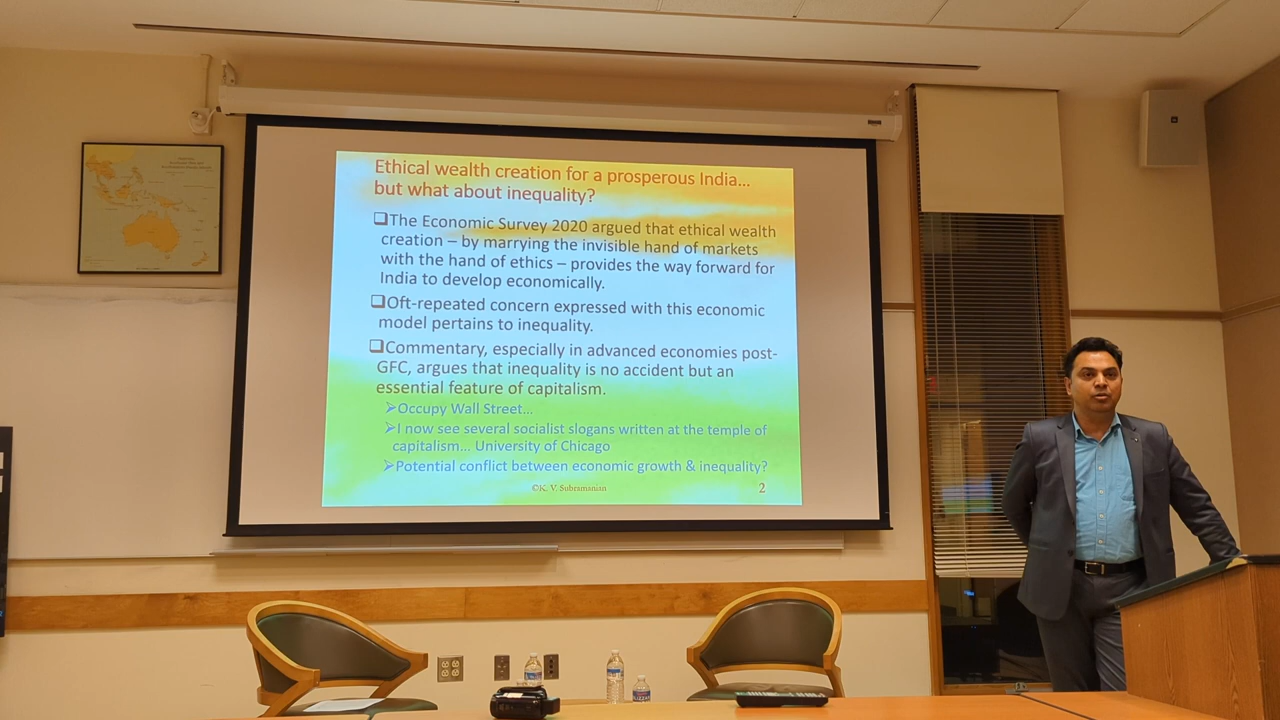 Ethical wealth creation for a prosperous India...
but what about inequality?
❑The Economic Survey 2020 argued that ethical wealth
creation – by marrying the invisible hand of markets
with the hand of ethics – provides the way forward for
India to develop economically.
❑Oft-repeated concern expressed with this economic
model pertains to inequality.
❑Commentary, especially in advanced economies post-
GFC, argues that inequality is no accident but an
essential feature of capitalism.
➢Occupy Wall Street...
➢I now see several socialist slogans written at the temple of
capitalism... University of Chicago
➢Potential conflict between economic growth & inequality?
©K. V. Subramanian
2